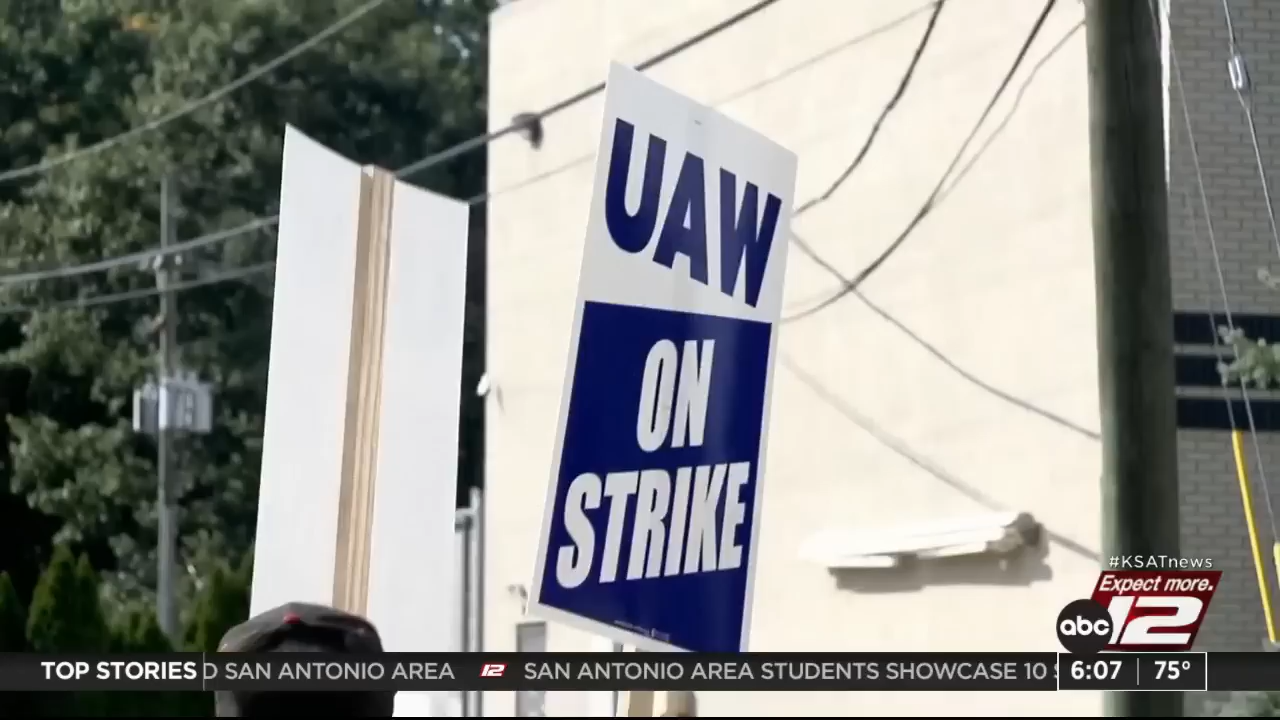 UAW
ON
STRIKE
#KSATnews
Expect more.
abc 12
TOP STORIES D SAN ANTONIO AREA 12 SAN ANTONIO AREA STUDENTS SHOWCASE 10 6:07 75°